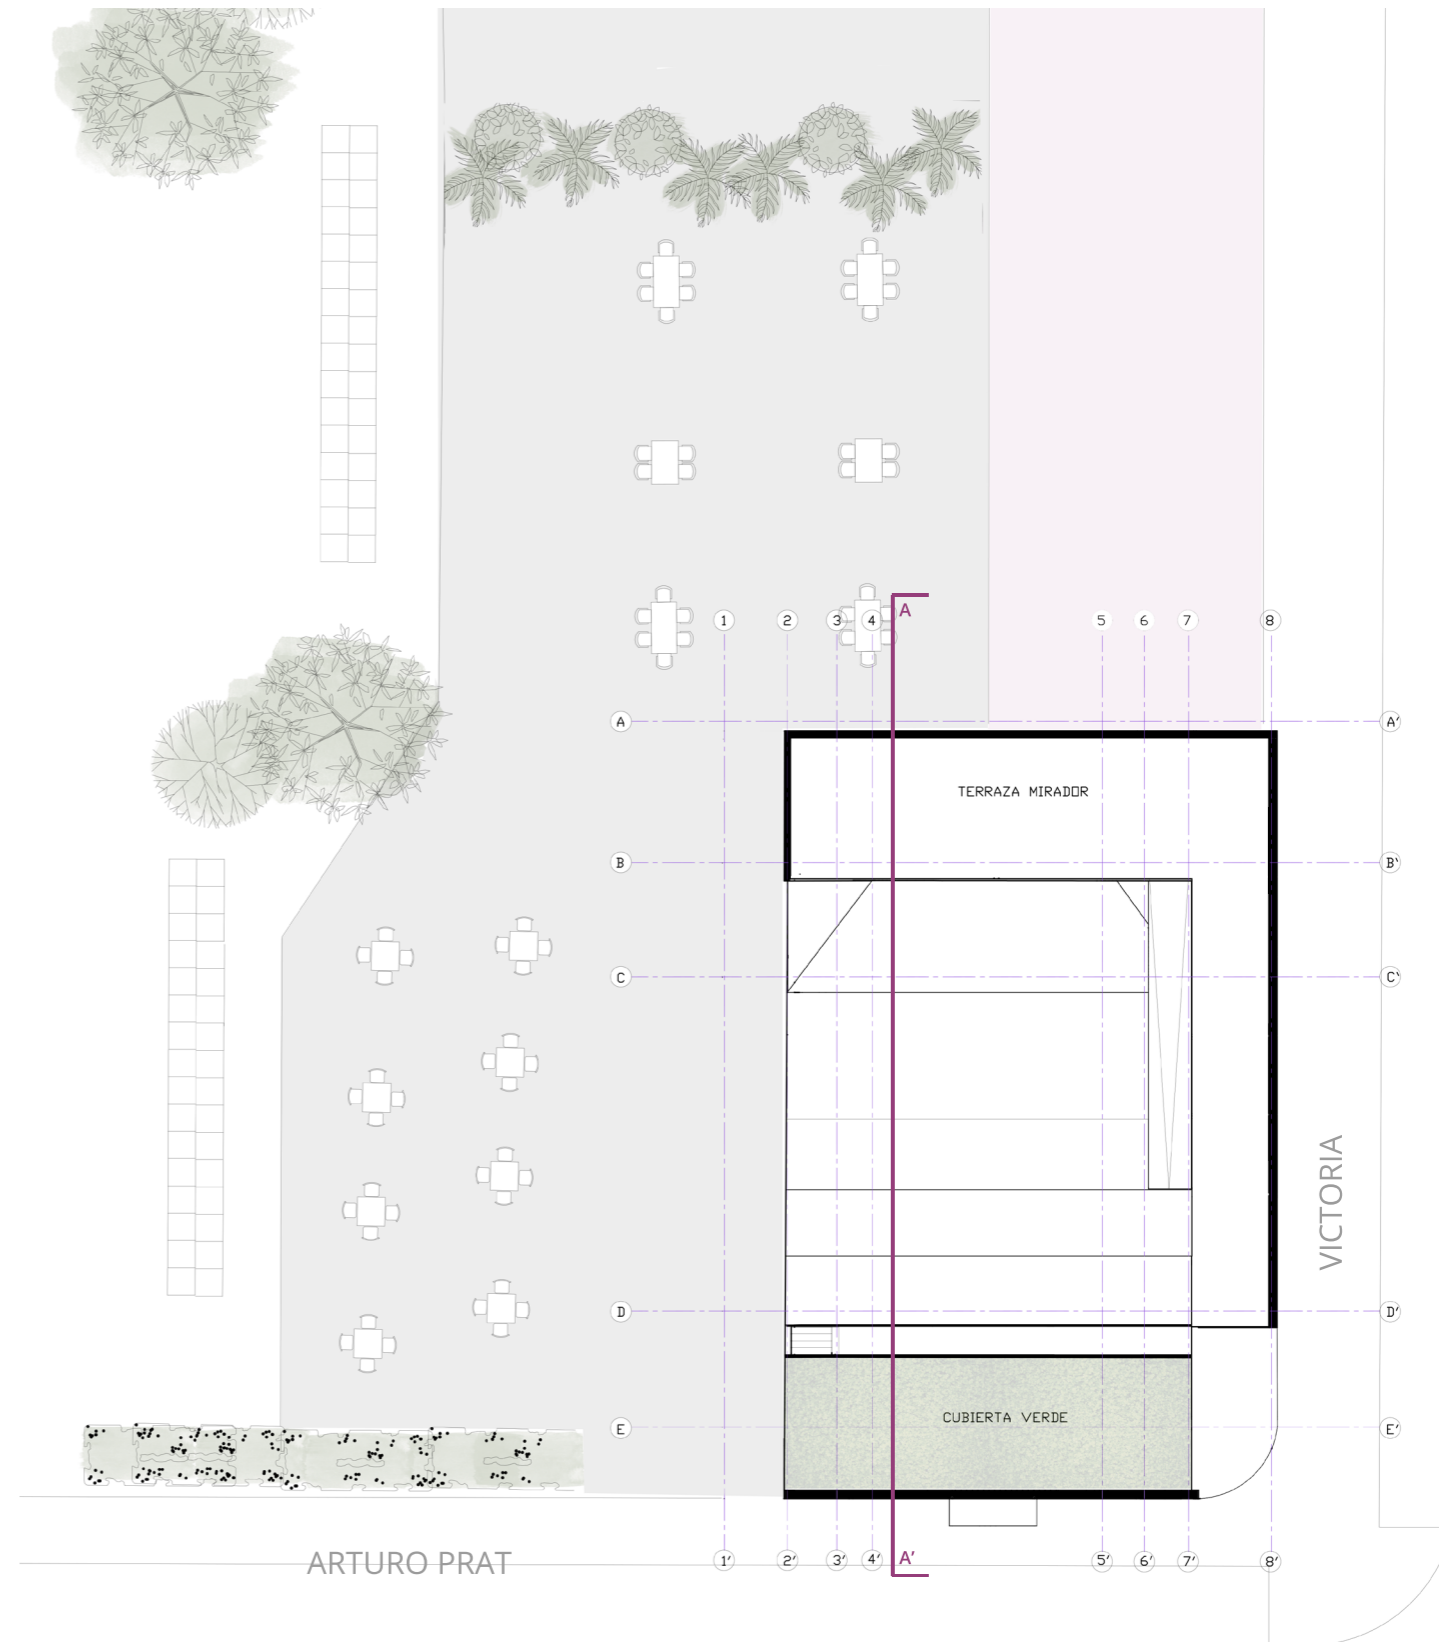 A
1 2 3 4 5 6 7 8
A A'
TERRAZA MIRADOR
B B'
C C'
VICTORIA
D D'
CUBIERTA VERDE
E E'
ARTURO PRAT
1' 2' 3' 4' A' 5' 6' 7' 8'